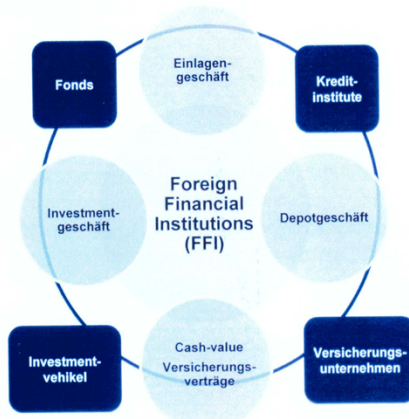 Einlagen-
geschäft
Fonds
Kredit-
institute
Investment-
geschäft
Foreign
Financial
Institutions
(FFI)
Depotgeschäft
Cash-value
Versicherungs-
verträge
Investment-
vehikel
Versicherungs-
unternehmen